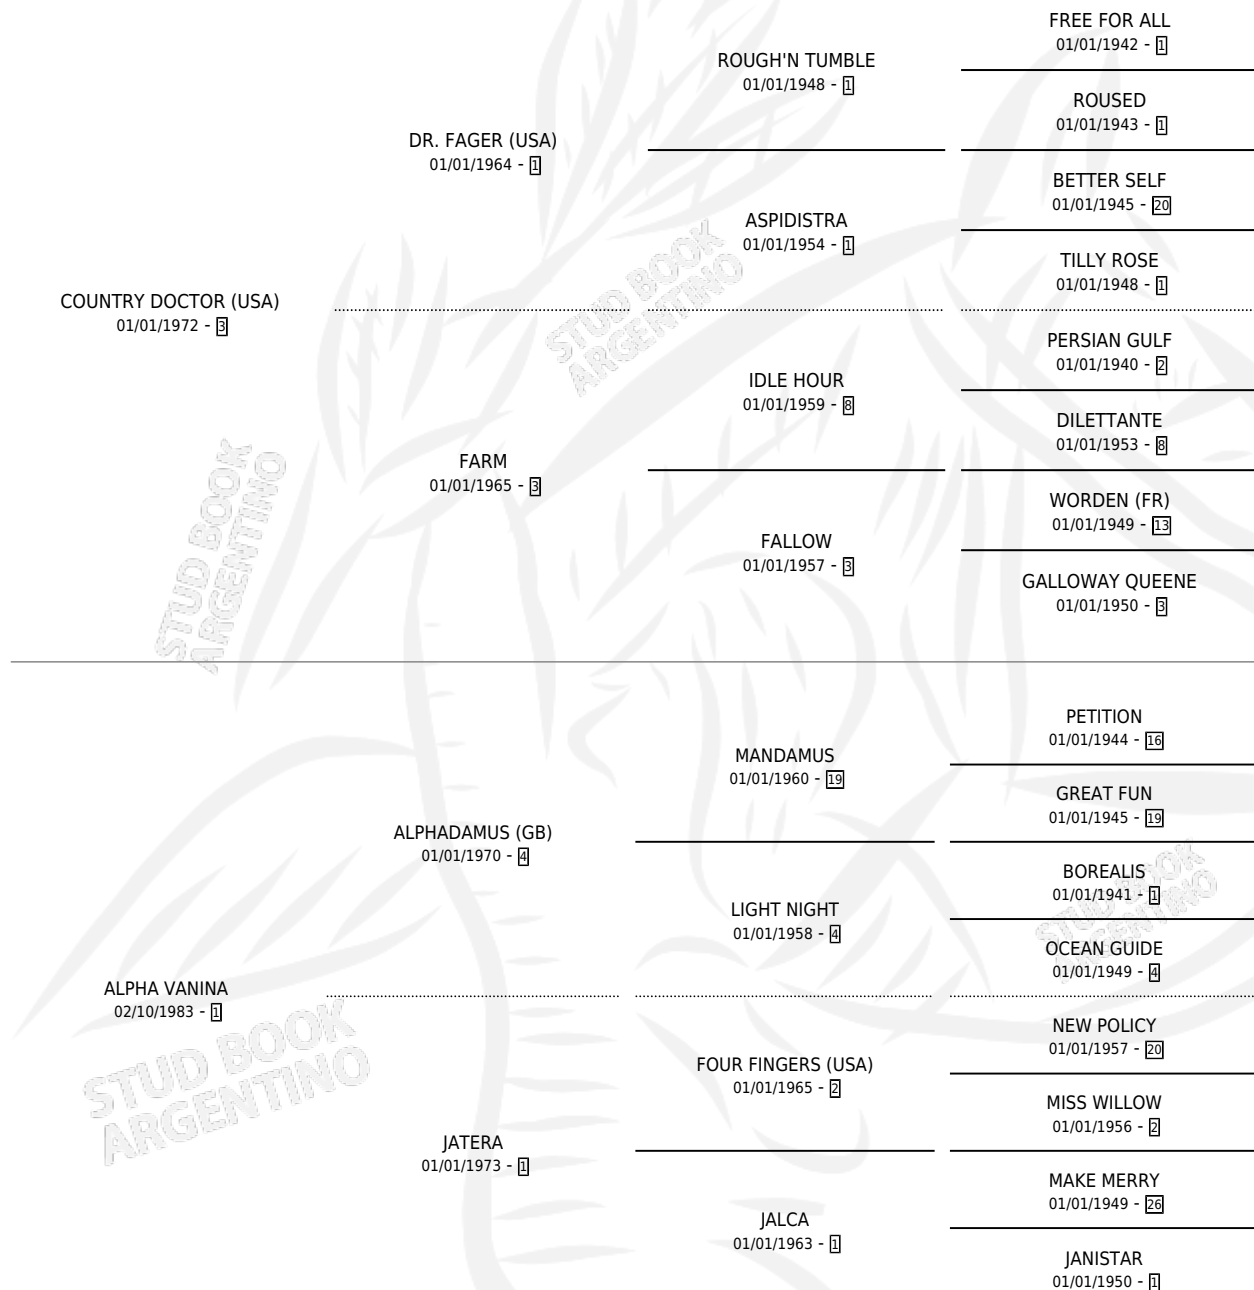 FREE FOR ALL
01/01/1942 - 1
ROUGH'N TUMBLE
01/01/1948 - 1
ROUSED
01/01/1943 - 1
DR. FAGER (USA)
01/01/1964 - 1
BETTER SELF
01/01/1945 - 20
ASPIDISTRA
01/01/1954 - 1
TILLY ROSE
01/01/1948 - 1
COUNTRY DOCTOR (USA)
01/01/1972 - 3
PERSIAN GULF
01/01/1940 - 2
IDLE HOUR
01/01/1959 - 8
DILETTANTE
01/01/1953 - 8
FARM
01/01/1965 - 3
WORDEN (FR)
01/01/1949 - 13
FALLOW
01/01/1957 - 3
GALLOWAY QUEENE
01/01/1950 - 3
PETITION
01/01/1944 - 16
MANDAMUS
01/01/1960 - 19
GREAT FUN
01/01/1945 - 19
ALPHADAMUS (GB)
01/01/1970 - 4
BOREALIS
01/01/1941 - 1
LIGHT NIGHT
01/01/1958 - 4
OCEAN GUIDE
01/01/1949 - 4
ALPHA VANINA
02/10/1983 - 1
NEW POLICY
01/01/1957 - 20
FOUR FINGERS (USA)
01/01/1965 - 2
MISS WILLOW
01/01/1956 - 2
JATERA
01/01/1973 - 1
MAKE MERRY
01/01/1949 - 26
JALCA
01/01/1963 - 1
JANISTAR
01/01/1950 - 1
STUD BOOK
ARGENTINO
STUD BOOK
ARGENTINO
STUD BOOK
ARGENTINO
STUD BOOK
ARGENTINO